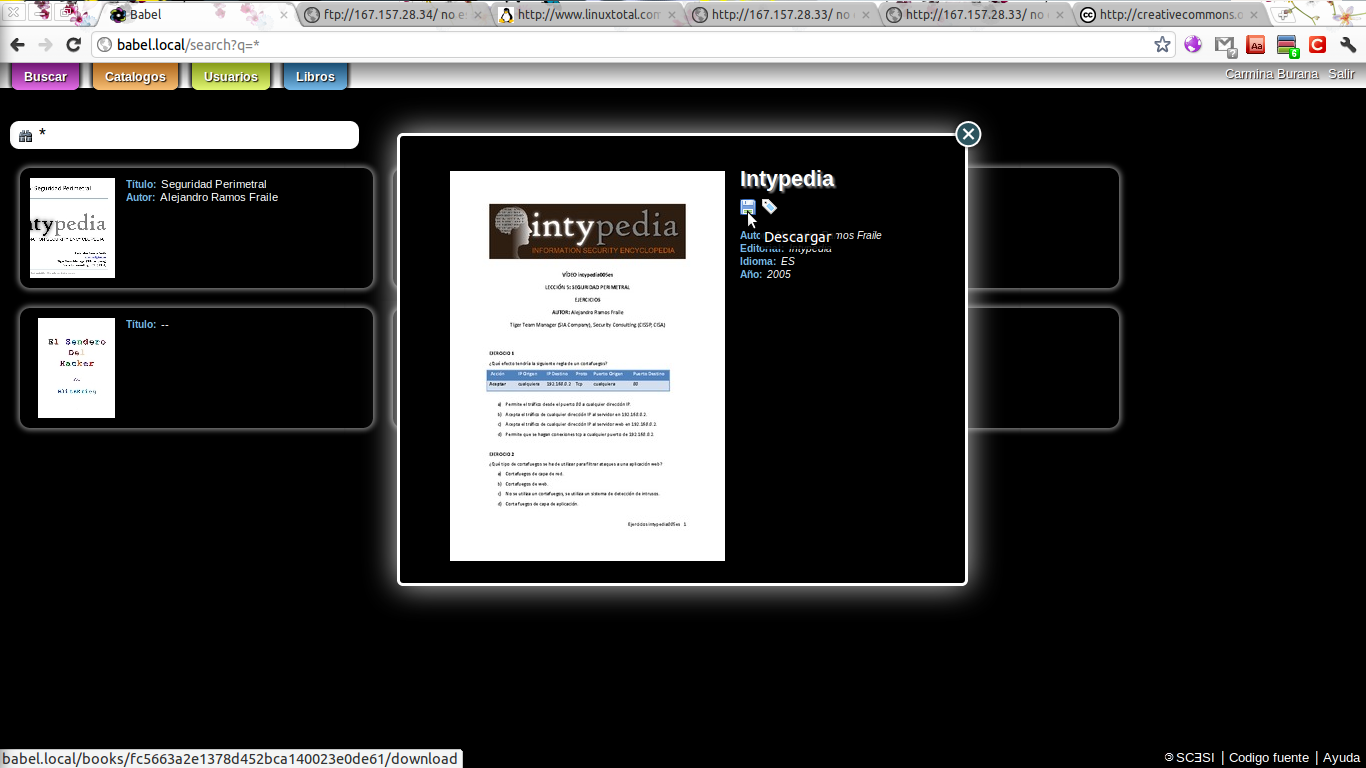 Babel
ftp://167.157.28.34/ no es
http://www.linuxtotal.com
http://167.157.28.33/ no
http://167.157.28.33/ no
http://creativecommons.o
babel.local/search?q=*
Buscar
Catalogos
Usuarios
Libros
Carmina Burana
Salir
*
Seguridad Perimetral
ntypedia
Título: Seguridad Perimetral
Autor: Alejandro Ramos Fraile
El Sendero
Del
Hacker
Título: --
intypedia
INFORMATION SECURITY ENCYCLOPEDIA
VÍDEO intypedia005es
LECCIÓN 5: SEGURIDAD PERIMETRAL
EJERCICIOS
AUTOR: Alejandro Ramos Fraile
Tiger Team Manager (SIA Company), Security Consulting (CISSP, CISA)
EJERCICIO 1
¿Qué efecto tendría la siguiente regla de un cortafuegos?
Acción IP Origen IP Destino Proto Puerto Origen Puerto Destino
Aceptar cualquiera 192.168.0.2 Tcp cualquiera 80
a) Permite el tráfico desde el puerto 80 a cualquier dirección IP.
b) Acepta el tráfico de cualquier dirección IP al servidor en 192.168.0.2.
c) Acepta el tráfico de cualquier dirección IP al servidor web en 192.168.0.2.
d) Permite que se hagan conexiones tcp a cualquier puerto de 192.168.0.2.
EJERCICIO 2
¿Qué tipo de cortafuegos se ha de utilizar para filtrar ataques a una aplicación web?
a) Cortafuegos de capa de red.
b) Cortafuegos de web.
c) No se utiliza un cortafuegos, se utiliza un sistema de detección de intrusos.
d) Cortafuegos de capa de aplicación
Ejercicios intypedia005es 1
Intypedia
Descargar
mos Fraile
Editorial: Intypedia
Idioma: ES
Año: 2005
babel.local/books/fc5663a2e1378d452bca140023e0de61/download
SCƎSI | Codigo fuente | Ayuda